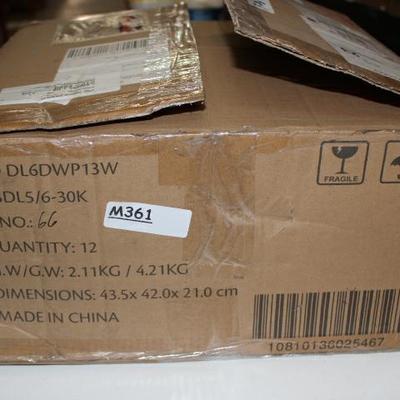 DL6DWP13W
DL5/6-30K
NO.: 66
M361
QUANTITY: 12
.W/G.W: 2.11KG / 4.21KG
DIMENSIONS: 43.5x 42.0x 21.0 cm
MADE IN CHINA
FRAGILE
10810130025467